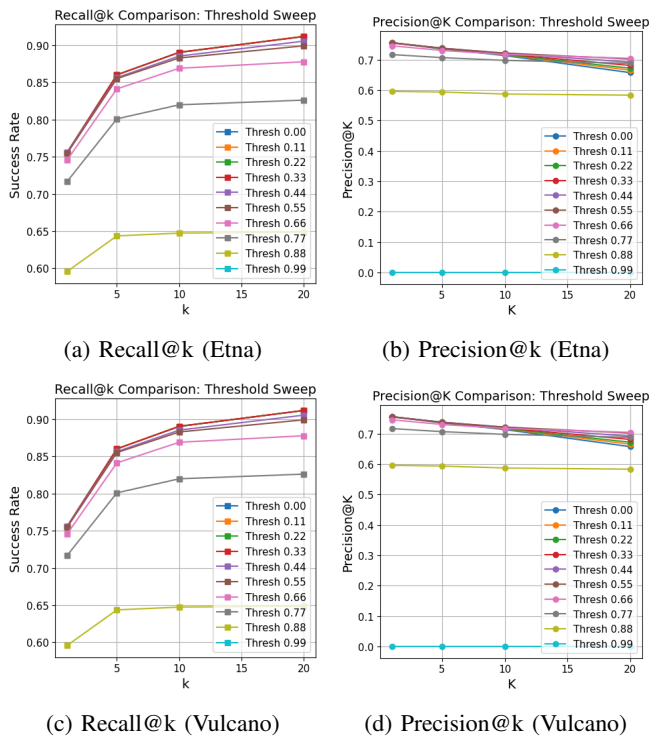 Recall@k Comparison: Threshold Sweep
Success Rate
0.90
0.85
0.80
0.75
0.70
0.65
0.60
Thresh 0.00
Thresh 0.11
Thresh 0.22
Thresh 0.33
Thresh 0.44
Thresh 0.55
Thresh 0.66
Thresh 0.77
Thresh 0.88
Thresh 0.99
5 10 15 20
k
(a) Recall@k (Etna)
Precision@K Comparison: Threshold Sweep
Precision@K
0.7
0.6
0.5
0.4
0.3
0.2
0.1
0.0
Thresh 0.00
Thresh 0.11
Thresh 0.22
Thresh 0.33
Thresh 0.44
Thresh 0.55
Thresh 0.66
Thresh 0.77
Thresh 0.88
Thresh 0.99
5 10 15 20
K
(b) Precision@k (Etna)
Recall@k Comparison: Threshold Sweep
Success Rate
0.90
0.85
0.80
0.75
0.70
0.65
0.60
Thresh 0.00
Thresh 0.11
Thresh 0.22
Thresh 0.33
Thresh 0.44
Thresh 0.55
Thresh 0.66
Thresh 0.77
Thresh 0.88
Thresh 0.99
5 10 15 20
k
(c) Recall@k (Vulcano)
Precision@K Comparison: Threshold Sweep
Precision@K
0.7
0.6
0.5
0.4
0.3
0.2
0.1
0.0
Thresh 0.00
Thresh 0.11
Thresh 0.22
Thresh 0.33
Thresh 0.44
Thresh 0.55
Thresh 0.66
Thresh 0.77
Thresh 0.88
Thresh 0.99
5 10 15 20
K
(d) Precision@k (Vulcano)